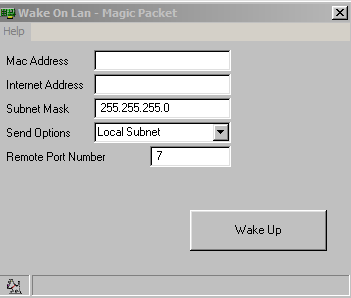 Wake On Lan - Magic Packet
Help
Mac Address
Internet Address
Subnet Mask 255.255.255.0
Send Options Local Subnet
Remote Port Number 7
Wake Up